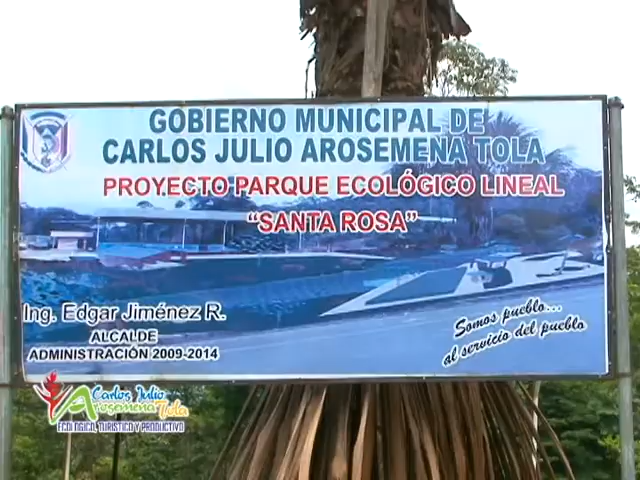 GOBIERNO MUNICIPAL DE
CARLOS JULIO AROSEMENA TOLA
PROYECTO PARQUE ECOLÓGICO LINEAL
"SANTA ROSA"
Ing. Edgar Jiménez R.
ALCALDE
ADMINISTRACIÓN 2009-2014
Somos pueblo...
al servicio del pueblo
Carlos Julio
Arosemena Tola
ECOLÓGICO, TURÍSTICO Y PRODUCTIVO